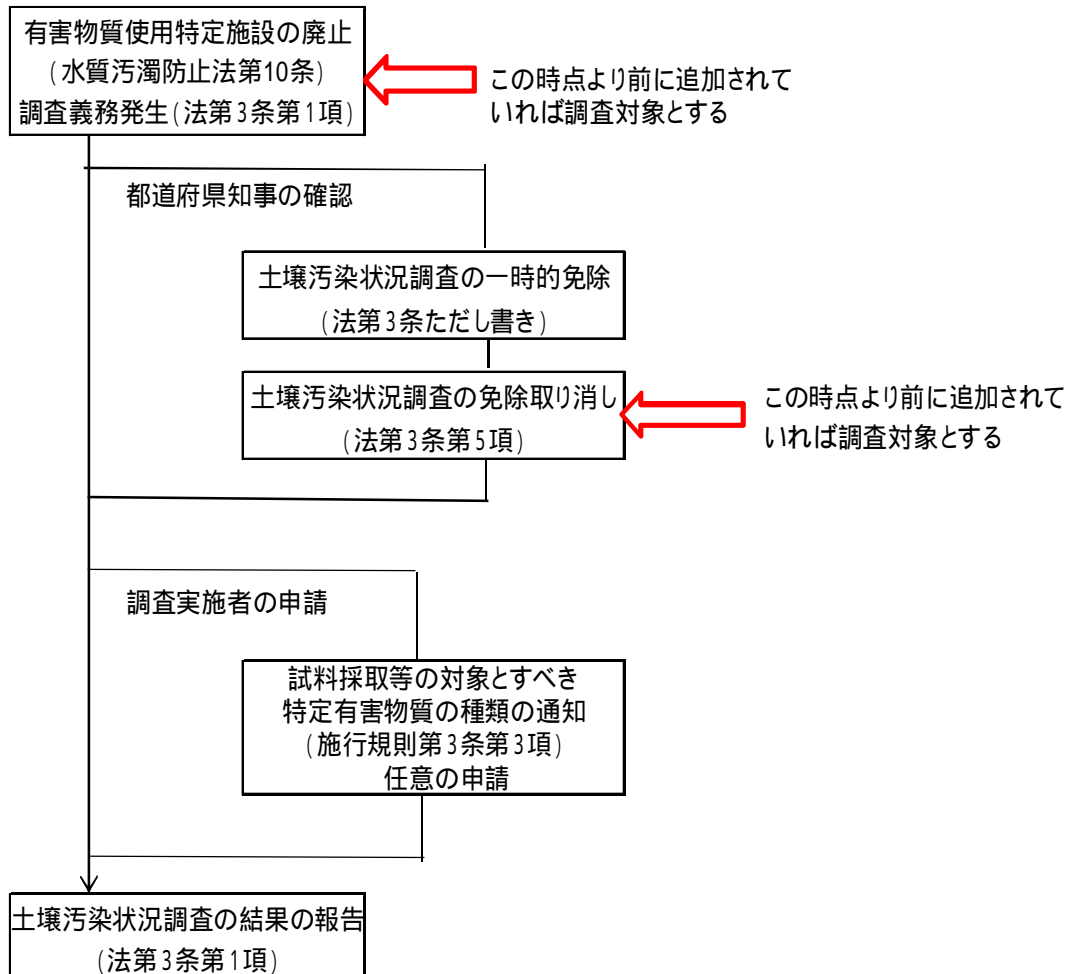 有害物質使用特定施設の廃止
(水質汚濁防止法第10条)
調査義務発生(法第3条第1項)
この時点より前に追加されて
いれば調査対象とする
都道府県知事の確認
土壌汚染状況調査の一時的免除
(法第3条ただし書き)
土壌汚染状況調査の免除取り消し
(法第3条第5項)
この時点より前に追加されて
いれば調査対象とする
調査実施者の申請
試料採取等の対象とすべき
特定有害物質の種類の通知
(施行規則第3条第3項)
任意の申請
土壌汚染状況調査の結果の報告
(法第3条第1項)